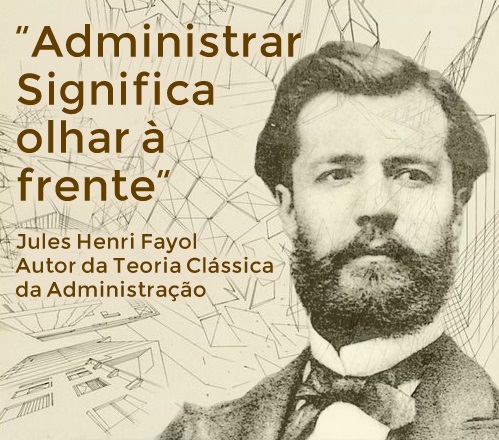 “Administrar
Significa
olhar à
frente”
Jules Henri Fayol
Autor da Teoria Clássica
da Administração